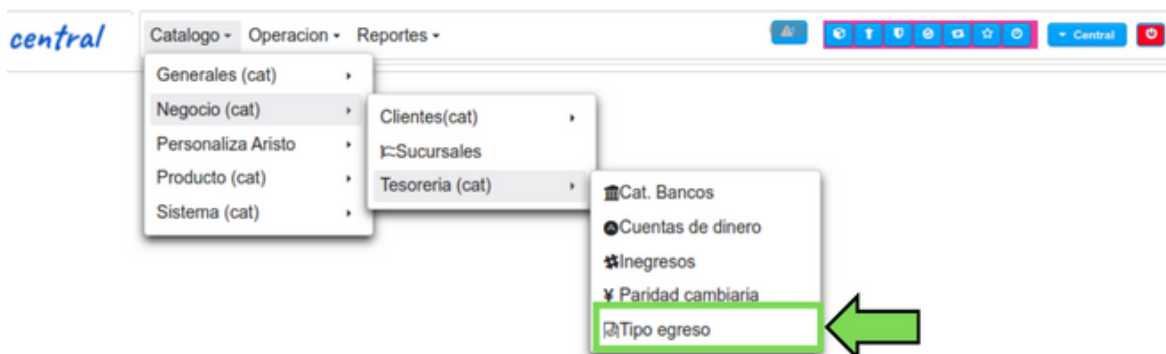 central
Catalogo Operacion Reportes
Central
Generales (cat)
Negocio (cat)
Personaliza Aristo
Producto (cat)
Sistema (cat)
Clientes(cat)
Sucursales
Tesoreria (cat)
Cat. Bancos
Cuentas de dinero
Inegresos
¥ Paridad cambiaria
Tipo egreso